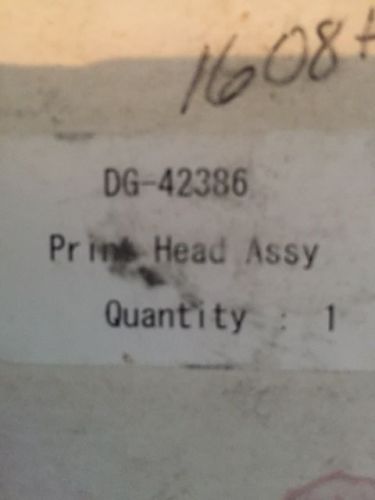 1608+
DG-42386
Print Head Assy
Quantity : 1